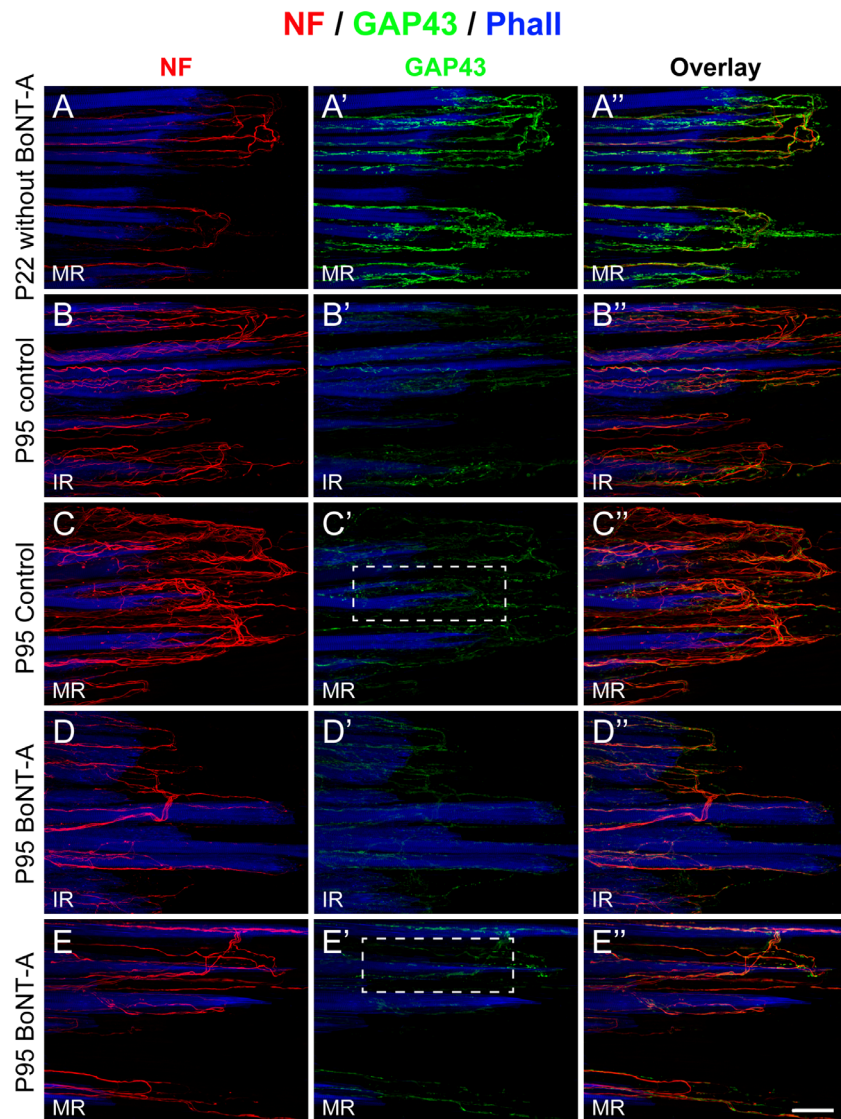 NF / GAP43 / Phall
NF GAP43 Overlay
P22 without BoNT-A
A MR
A' MR
A'' MR
P95 control
B IR
B' IR
B'' IR
P95 Control
C MR
C' MR
C'' MR
P95 BoNT-A
D IR
D' IR
D'' IR
P95 BoNT-A
E MR
E' MR
E'' MR